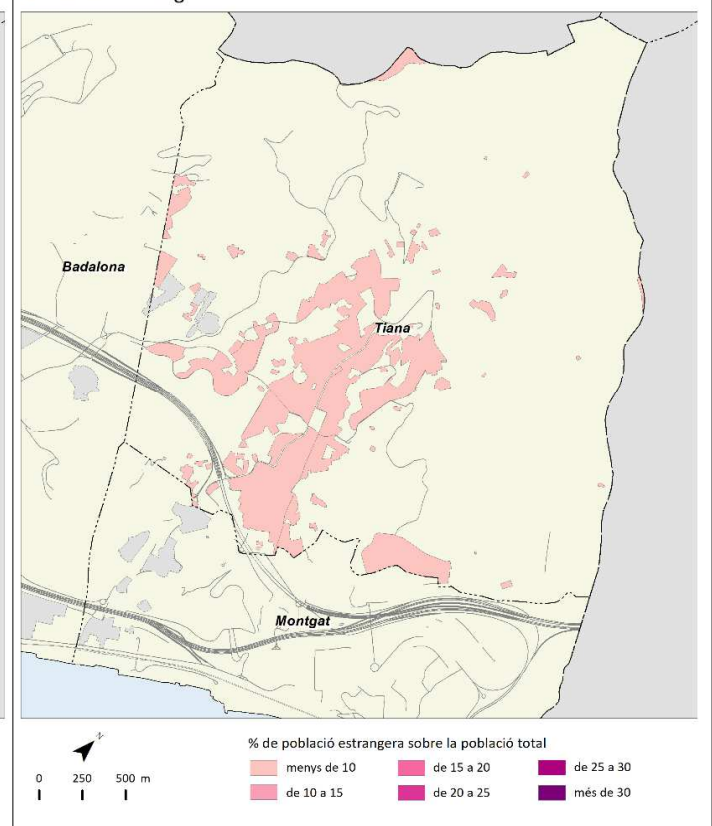 Badalona
Tiana
Montgat
N
0 250 500 m
% de població estrangera sobre la població total
menys de 10
de 15 a 20
de 25 a 30
de 10 a 15
de 20 a 25
més de 30